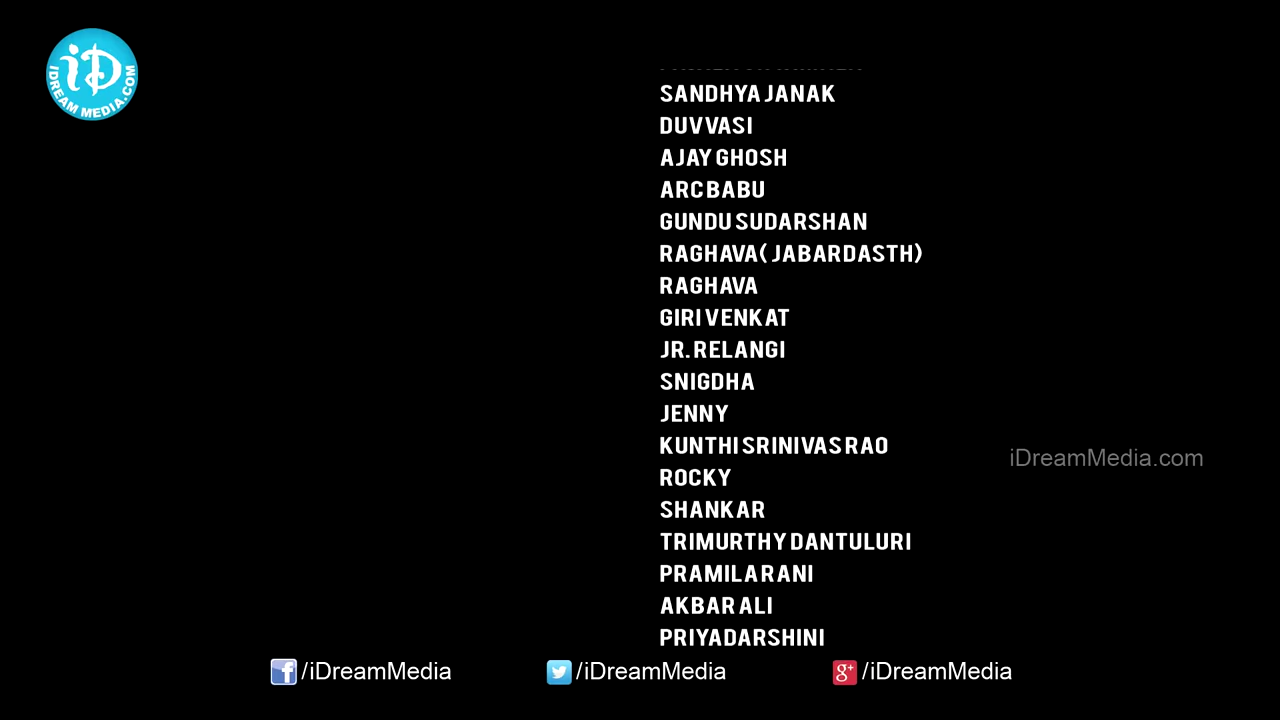 iD
IDREAM MEDIA.COM
SANDHYA JANAK
DUVVASI
AJAY GHOSH
ARC BABU
GUNDU SUDARSHAN
RAGHAVA( JABARDASTH)
RAGHAVA
GIRI VENKAT
JR. RELANGI
SNIGDHA
JENNY
KUNTHI SRINIVAS RAO
iDreamMedia.com
ROCKY
SHANKAR
TRIMURTHY DANTULURI
PRAMILA RANI
AKBAR ALI
PRIYADARSHINI
f /iDreamMedia /iDreamMedia g+ /iDreamMedia